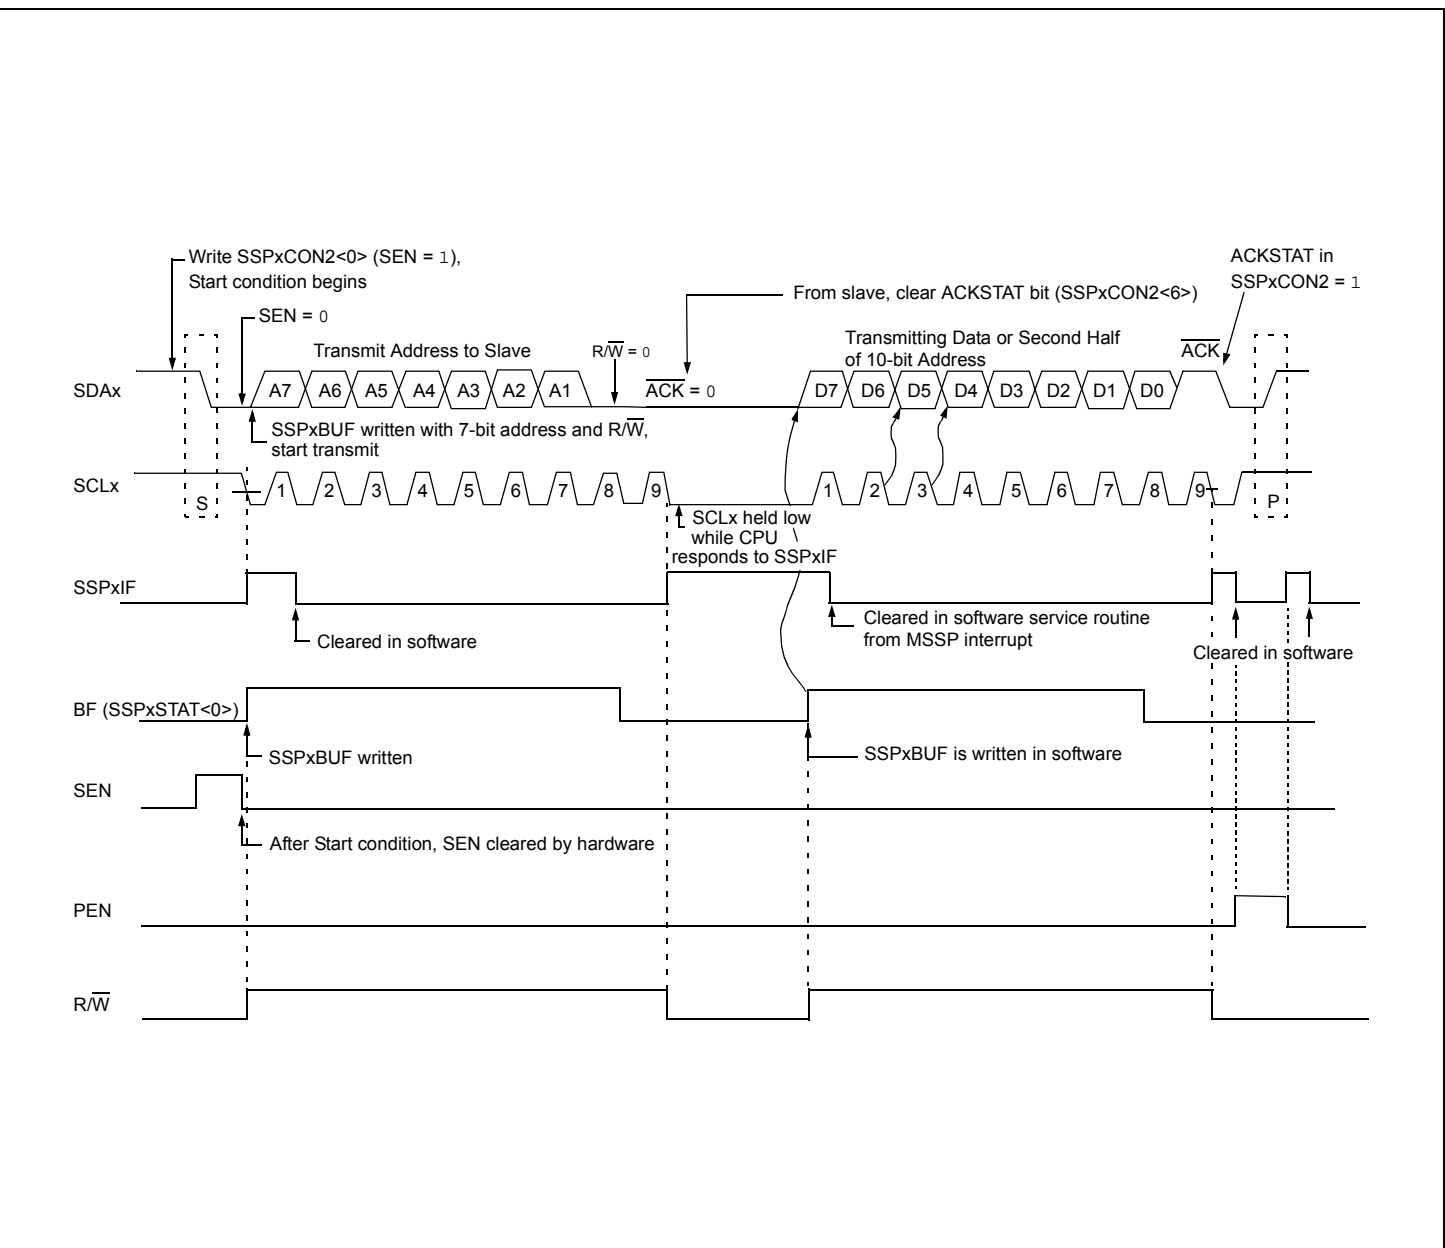 Write SSPxCON2<0> (SEN = 1),
Start condition begins
ACKSTAT in
SSPxCON2 = 1
From slave, clear ACKSTAT bit (SSPxCON2<6>)
SEN = 0
Transmit Address to Slave
R/W̅ = 0
Transmitting Data or Second Half
of 10-bit Address
A̅C̅K̅
SDAx
A7 A6 A5 A4 A3 A2 A1
A̅C̅K̅ = 0
D7 D6 D5 D4 D3 D2 D1 D0
SSPxBUF written with 7-bit address and R/W̅,
start transmit
SCLx
1 2 3 4 5 6 7 8 9
1 2 3 4 5 6 7 8 9
S
P
SCLx held low
while CPU
responds to SSPxIF
SSPxIF
Cleared in software
Cleared in software service routine
from MSSP interrupt
Cleared in software
BF (SSPxSTAT<0>)
SSPxBUF written
SSPxBUF is written in software
SEN
After Start condition, SEN cleared by hardware
PEN
R/W̅